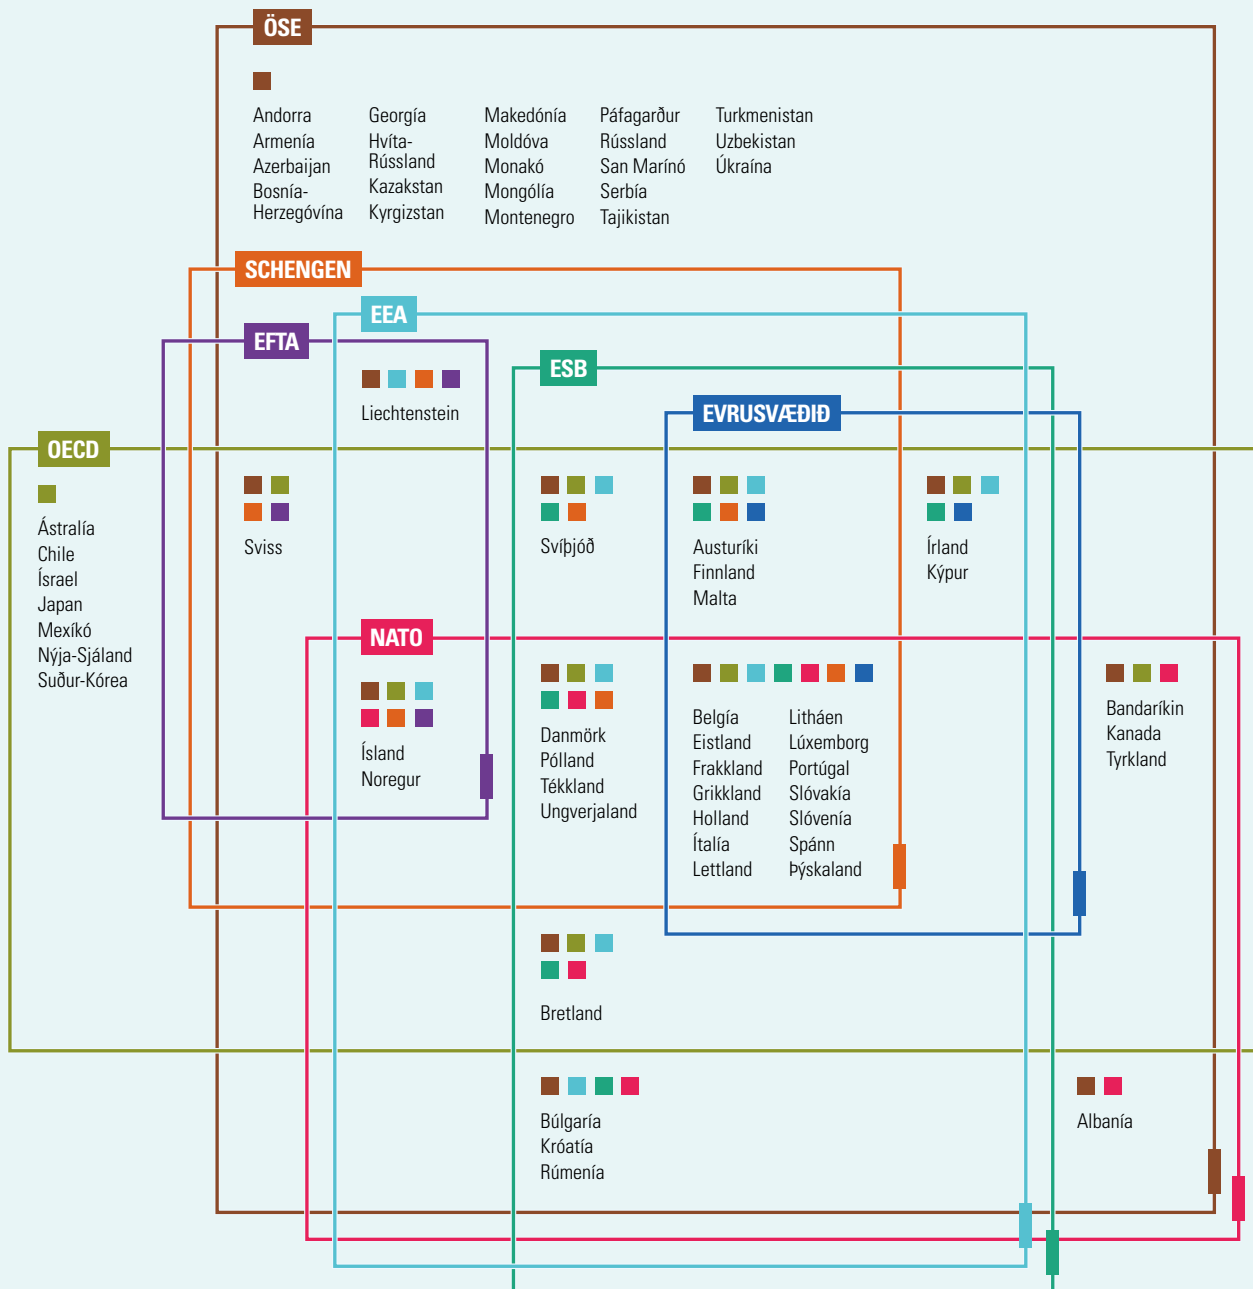 ÖSE
Andorra
Armenía
Azerbaijan
Bosnía-
Herzegóvína
Georgía
Hvíta-
Rússland
Kazakstan
Kyrgizstan
Makedónía
Moldóva
Monakó
Mongólía
Montenegro
Páfagarður
Rússland
San Marínó
Serbía
Tajikistan
Turkmenistan
Uzbekistan
Úkraína
SCHENGEN
EEA
EFTA
Liechtenstein
ESB
EVRUSVÆÐIÐ
OECD
Ástralía
Chile
Ísrael
Japan
Mexíkó
Nýja-Sjáland
Suður-Kórea
Sviss
Svíþjóð
Austuríki
Finnland
Malta
Írland
Kýpur
NATO
Ísland
Noregur
Danmörk
Pólland
Tékkland
Ungverjaland
Belgía
Eistland
Frakkland
Grikkland
Holland
Ítalía
Lettland
Litháen
Lúxemborg
Portúgal
Slóvakía
Slóvenía
Spánn
Þýskaland
Bandaríkin
Kanada
Tyrkland
Bretland
Búlgaría
Króatía
Rúmenía
Albanía